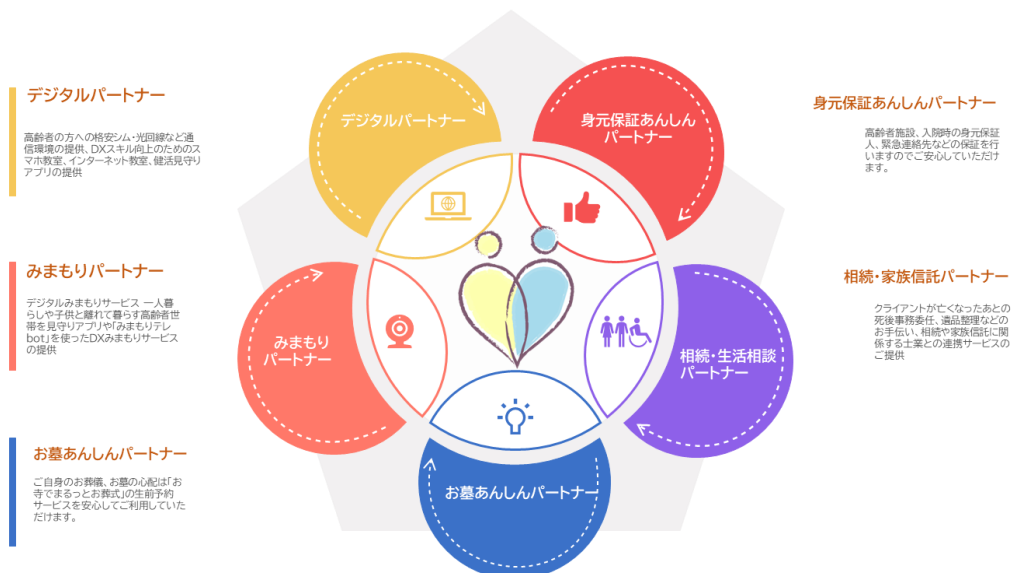 デジタルパートナー
高齢者の方への格安シム・光回線など通
信環境の提供、DXスキル向上のためのス
マホ教室、インターネット教室、健活見守り
アプリの提供
みまもりパートナー
デジタルみまもりサービス 一人暮
らしや子供と離れて暮らす高齢者世
帯を見守りアプリや「みまもりテレ
bot」を使ったDXみまもりサービス
の提供
お墓あんしんパートナー
ご自身のお葬儀、お墓の心配は「お
寺でまるっとお葬式」の生前予約
サービスを安心してご利用していた
だけます。
デジタルパートナー
身元保証あんしん
パートナー
みまもり
パートナー
相続・生活相談
パートナー
お墓あんしんパートナー
身元保証あんしんパートナー
高齢者施設、入院時の身元保証
人、緊急連絡先などの保証を行
いますのでご安心していただけ
ます。
相続・家族信託パートナー
クライアントが亡くなったあとの
死後事務委任、遺品整理などの
お手伝い、相続や家族信託に関
係する士業との連携サービスの
ご提供